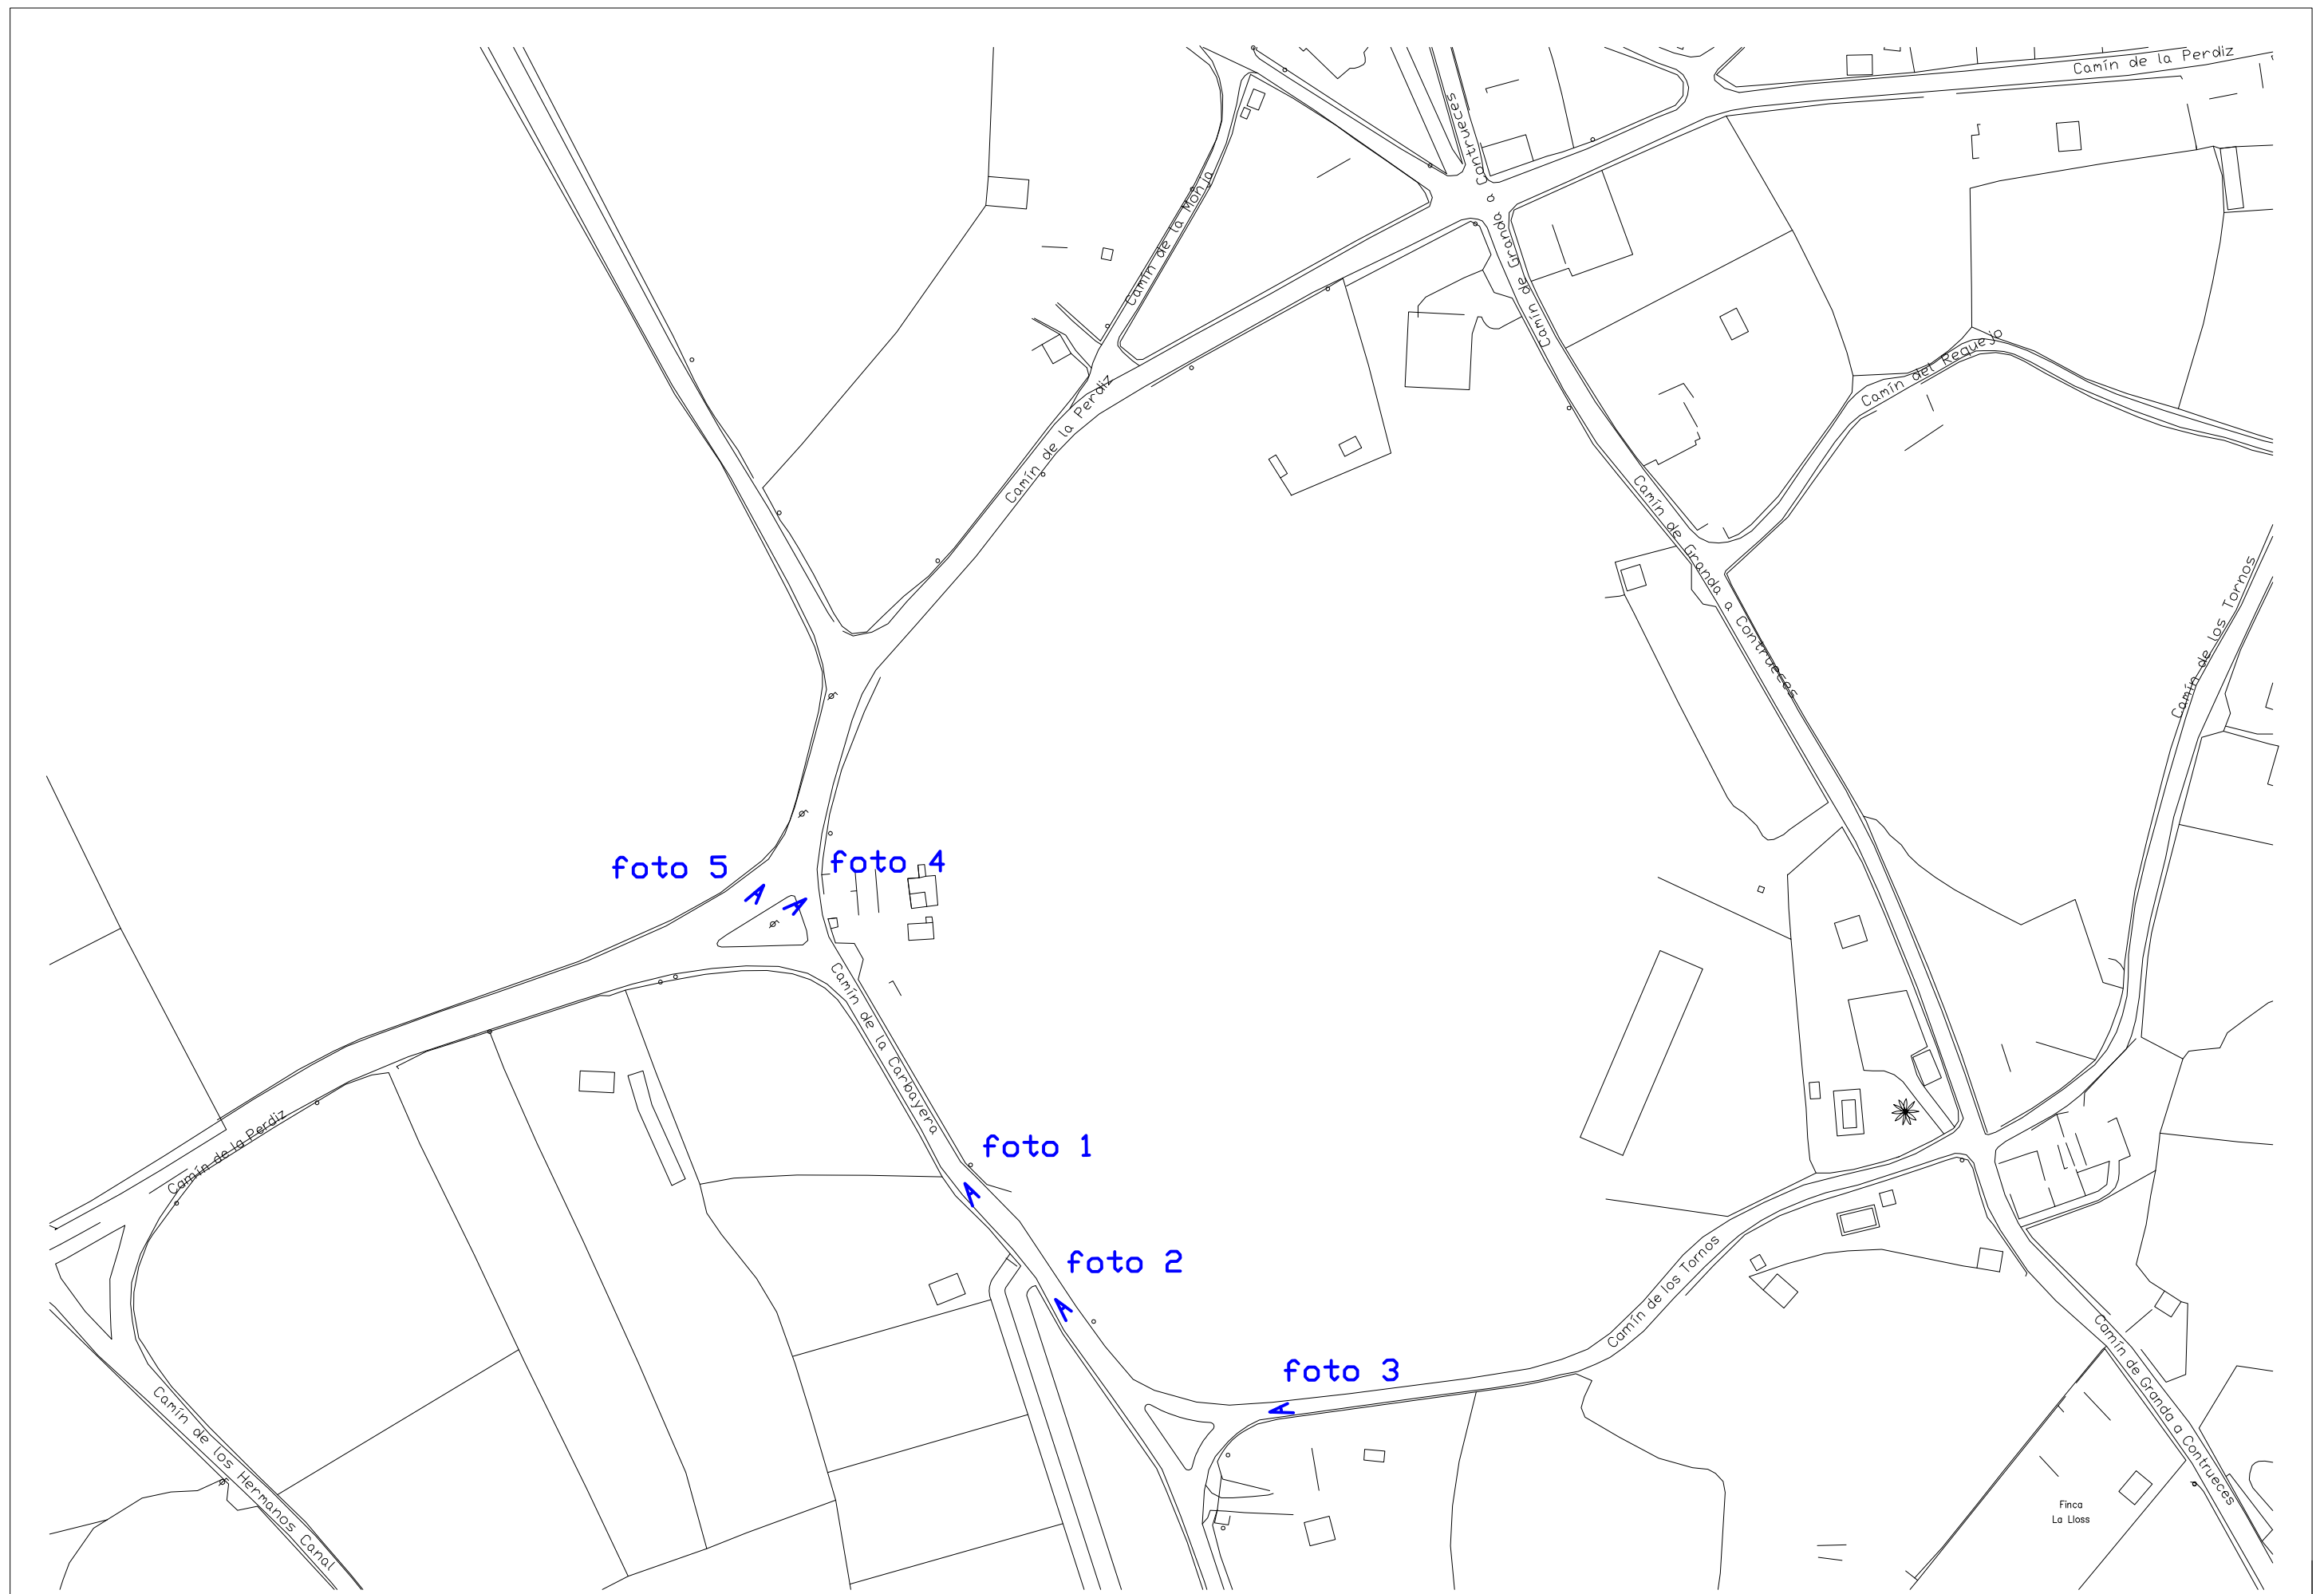 Camín de la Perdiz
Camín de Granda a Contrueces
Camín de la Monja
Camín del Requejo
Camín de la Perdiz
Camín de Granda a Contrueces
Camín de los Tornos
foto 5
foto 4
Camín de la Carbayera
Camín de la Perdiz
foto 1
foto 2
Camín de los Tornos
foto 3
Camín de Granda a Contrueces
Camín de los Hermanos Canal
Finca
La Lloss